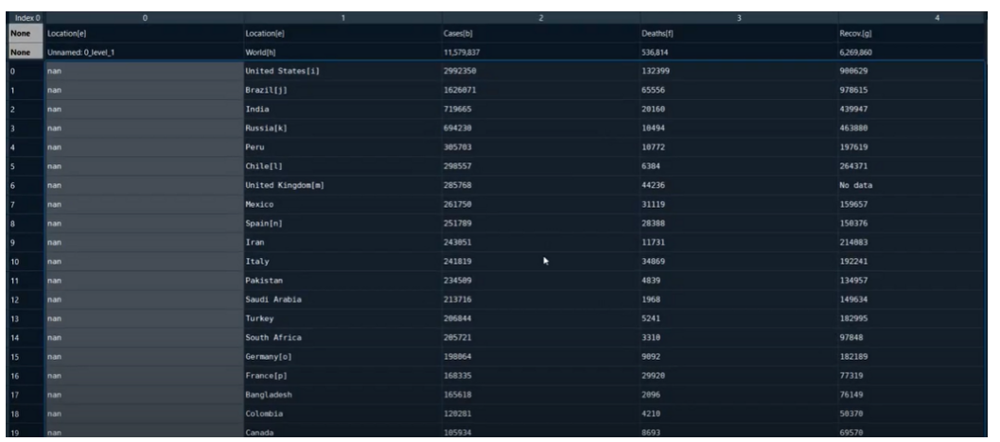 Index 0 0 1 2 3 4
None Location[e] Location[e] Cases[b] Deaths[f] Recov.[g]
None Unnamed: 0_level_1 World[h] 11,579,837 536,814 6,269,860
0 nan United States[i] 2992350 132399 900629
1 nan Brazil[j] 1626071 65556 978615
2 nan India 719665 20160 439947
3 nan Russia[k] 694230 10494 463880
4 nan Peru 305703 10772 197619
5 nan Chile[l] 298557 6384 264371
6 nan United Kingdom[m] 285768 44236 No data
7 nan Mexico 261750 31119 159657
8 nan Spain[n] 251789 28388 150376
9 nan Iran 243051 11731 214083
10 nan Italy 241819 34869 192241
11 nan Pakistan 234509 4839 134957
12 nan Saudi Arabia 213716 1968 149634
13 nan Turkey 206844 5241 182995
14 nan South Africa 205721 3310 97848
15 nan Germany[o] 198064 9092 182189
16 nan France[p] 168335 29920 77319
17 nan Bangladesh 165618 2096 76149
18 nan Colombia 120281 4210 50370
19 nan Canada 105934 8693 69570